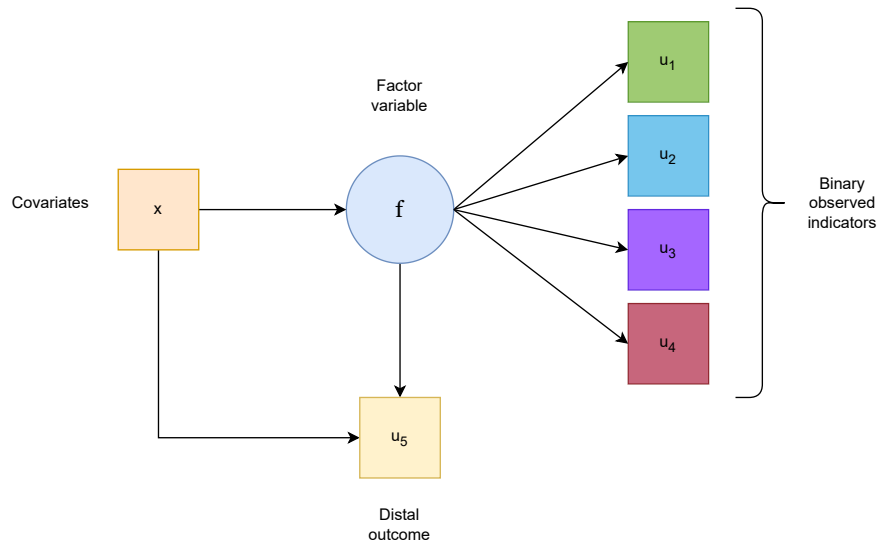 u₁
Factor
variable
u₂
Binary
observed
indicators
Covariates
x
f
u₃
u₄
u₅
Distal
outcome